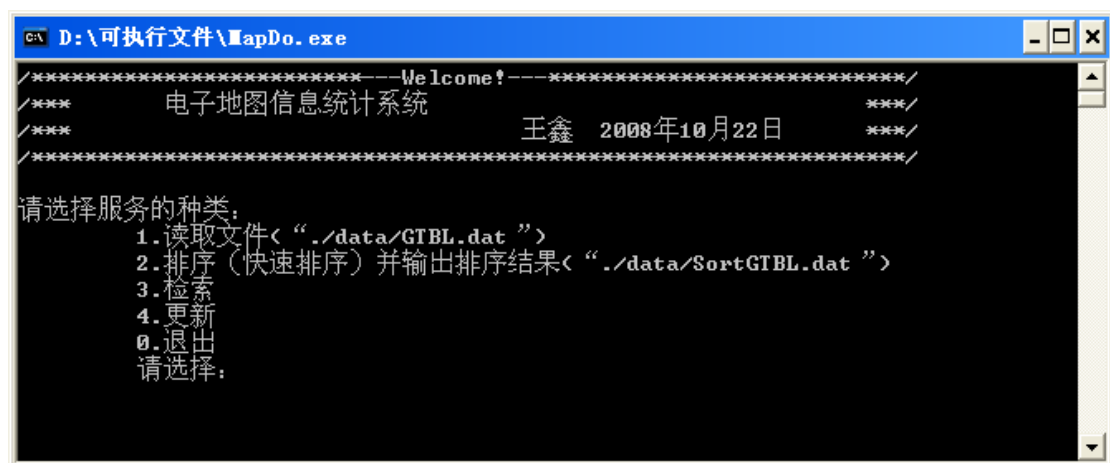 D:\可执行文件\MapDo.exe
/*************************---Welcome!---***************************/
/*** 电子地图信息统计系统 ***/
/*** 王鑫 2008年10月22日 ***/
/******************************************************************/
请选择服务的种类:
1.读取文件(“./data/GTBL.dat ”)
2.排序（快速排序）并输出排序结果(“./data/SortGTBL.dat ”)
3.检索
4.更新
0.退出
请选择: